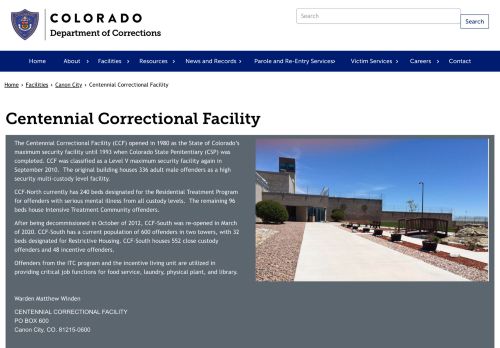 COLORADO
Department of Corrections
Search
Search
Home About › Facilities › Resources › News and Records › Parole and Re-Entry Services › Victim Services › Careers › Contact
Home › Facilities › Canon City › Centennial Correctional Facility
Centennial Correctional Facility
The Centennial Correctional Facility (CCF) opened in 1980 as the State of Colorado's
maximum security facility until 1993 when Colorado State Penitentiary (CSP) was
completed. CCF was classified as a Level V maximum security facility again in
September 2010. The original building houses 336 adult male offenders as a high
security multi-custody level facility.
CCF-North currently has 240 beds designated for the Residential Treatment Program
for offenders with serious mental illness from all custody levels. The remaining 96
beds house Intensive Treatment Community offenders.
After being decommissioned in October of 2012, CCF-South was re-opened in March
of 2020. CCF-South has a current population of 600 offenders in two towers, with 32
beds designated for Restrictive Housing. CCF-South houses 552 close custody
offenders and 48 incentive offenders.
Offenders from the ITC program and the incentive living unit are utilized in
providing critical job functions for food service, laundry, physical plant, and library.
Warden Matthew Winden
CENTENNIAL CORRECTIONAL FACILITY
PO BOX 600
Canon City, CO. 81215-0600